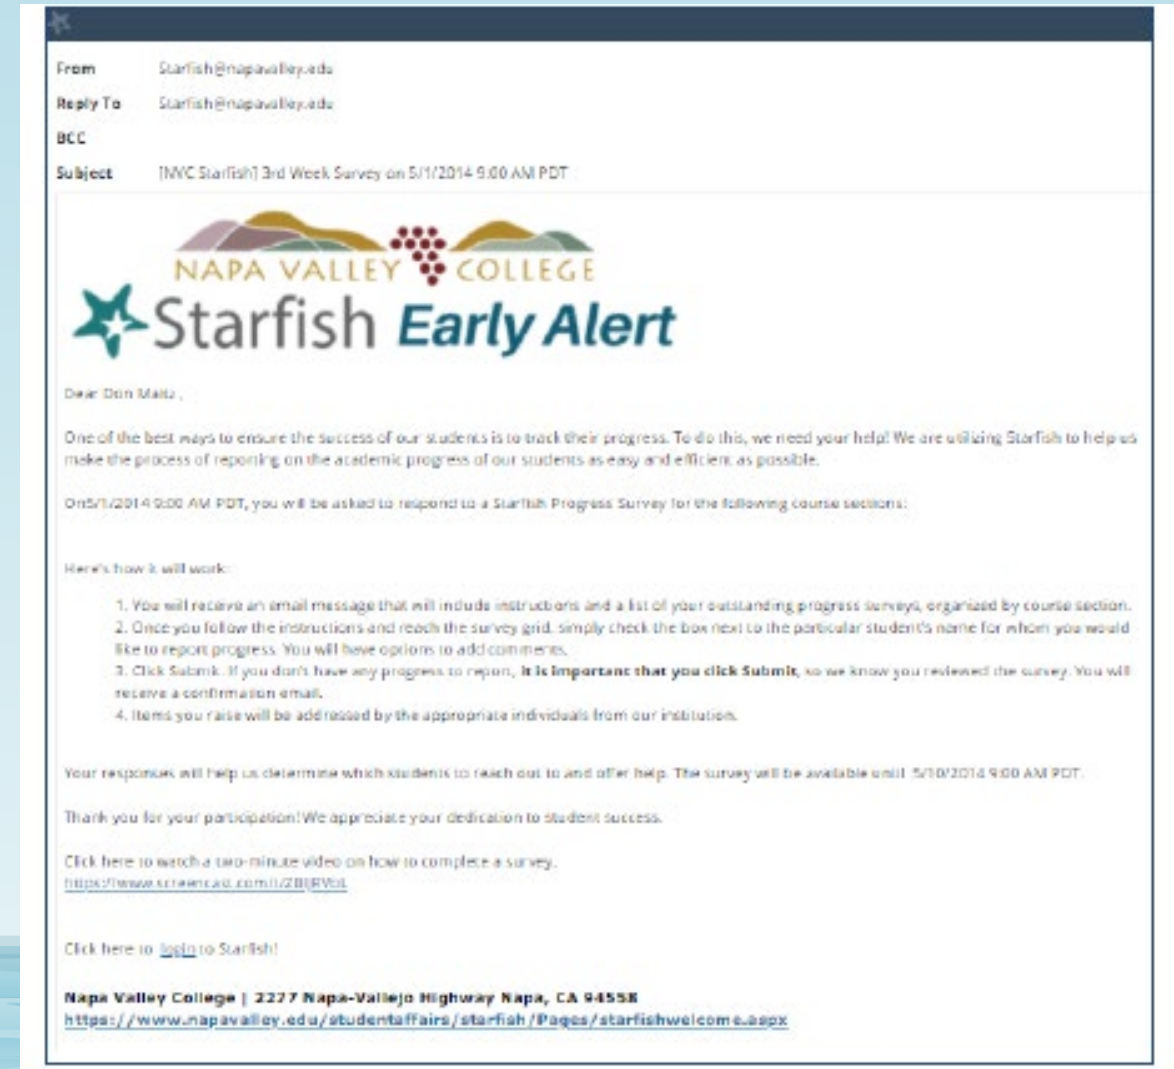 From Starfish@napavalley.edu
Reply To Starfish@napavalley.edu
BCC
Subject [NVC Starfish] 3rd Week Survey on 5/1/2014 9:00 AM PDT
NAPA VALLEY COLLEGE
Starfish Early Alert
Dear Don
One of the best ways to ensure the success of our students is to track their progress. To do this, we need your help! We are utilizing Starfish to help us
make the process of reporting on the academic progress of our students as easy and efficient as possible.
On5/1/2014 9:00 AM PDT, you will be asked to respond to a Starfish Progress Survey for the following course sections:
Here's how it will work:
1. You will receive an email message that will include instructions and a list of your outstanding progress surveys, organized by course section.
2. Once you follow the instructions and reach the survey grid, simply check the box next to the particular student's name for whom you would
like to report progress. You will have options to add comments.
3. Click Submit. If you don't have any progress to report, it is important that you click Submit, so we know you reviewed the survey. You will
receive a confirmation email.
4. Items you raise will be addressed by the appropriate individuals from our institution.
Your responses will help us determine which students to reach out to and offer help. The survey will be available until 5/10/2014 9:00 AM PDT.
Thank you for your participation! We appreciate your dedication to student success.
Click here to watch a two-minute video on how to complete a survey.
Click here to login to Starfish!
Napa Valley College | 2277 Napa-Vallejo Highway Napa, CA 94558
https://www.napavalley.edu/studentaffairs/starfish/Pages/starfishwelcome.aspx